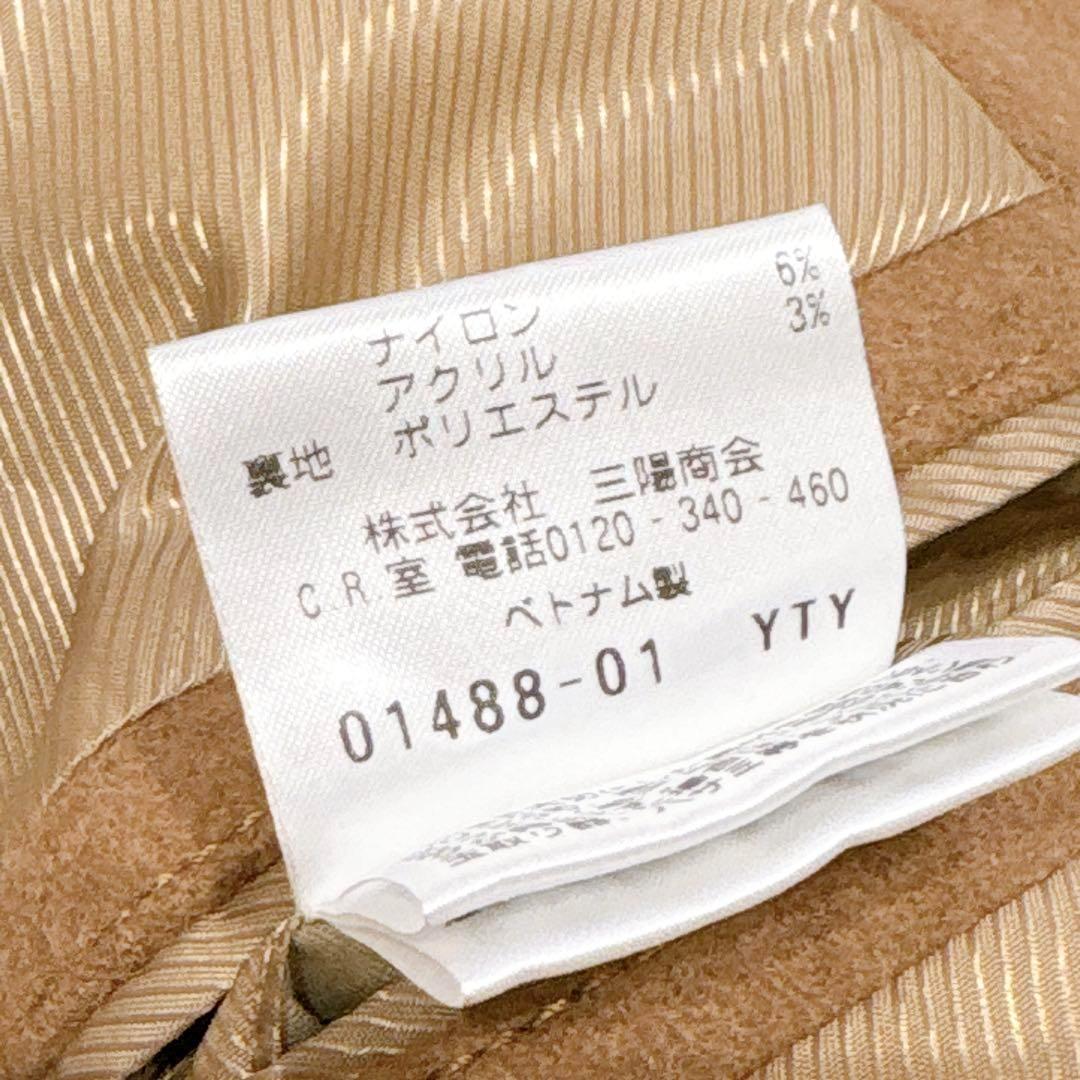 ナイロン 6%
アクリル 3%
裏地 ポリエステル
株式会社 三陽商会
C.R.室 電話0120-340-460
ベトナム製
01488-01 YTY